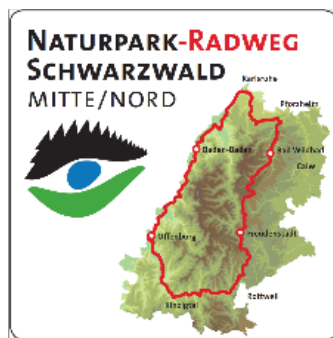 NATURPARK-RADWEG
SCHWARZWALD
MITTE/NORD
Karlsruhe
Pforzheim
Baden-Baden
Bad Wildbad
Calw
Offenburg
Freudenstadt
Kinzigtal
Rottweil